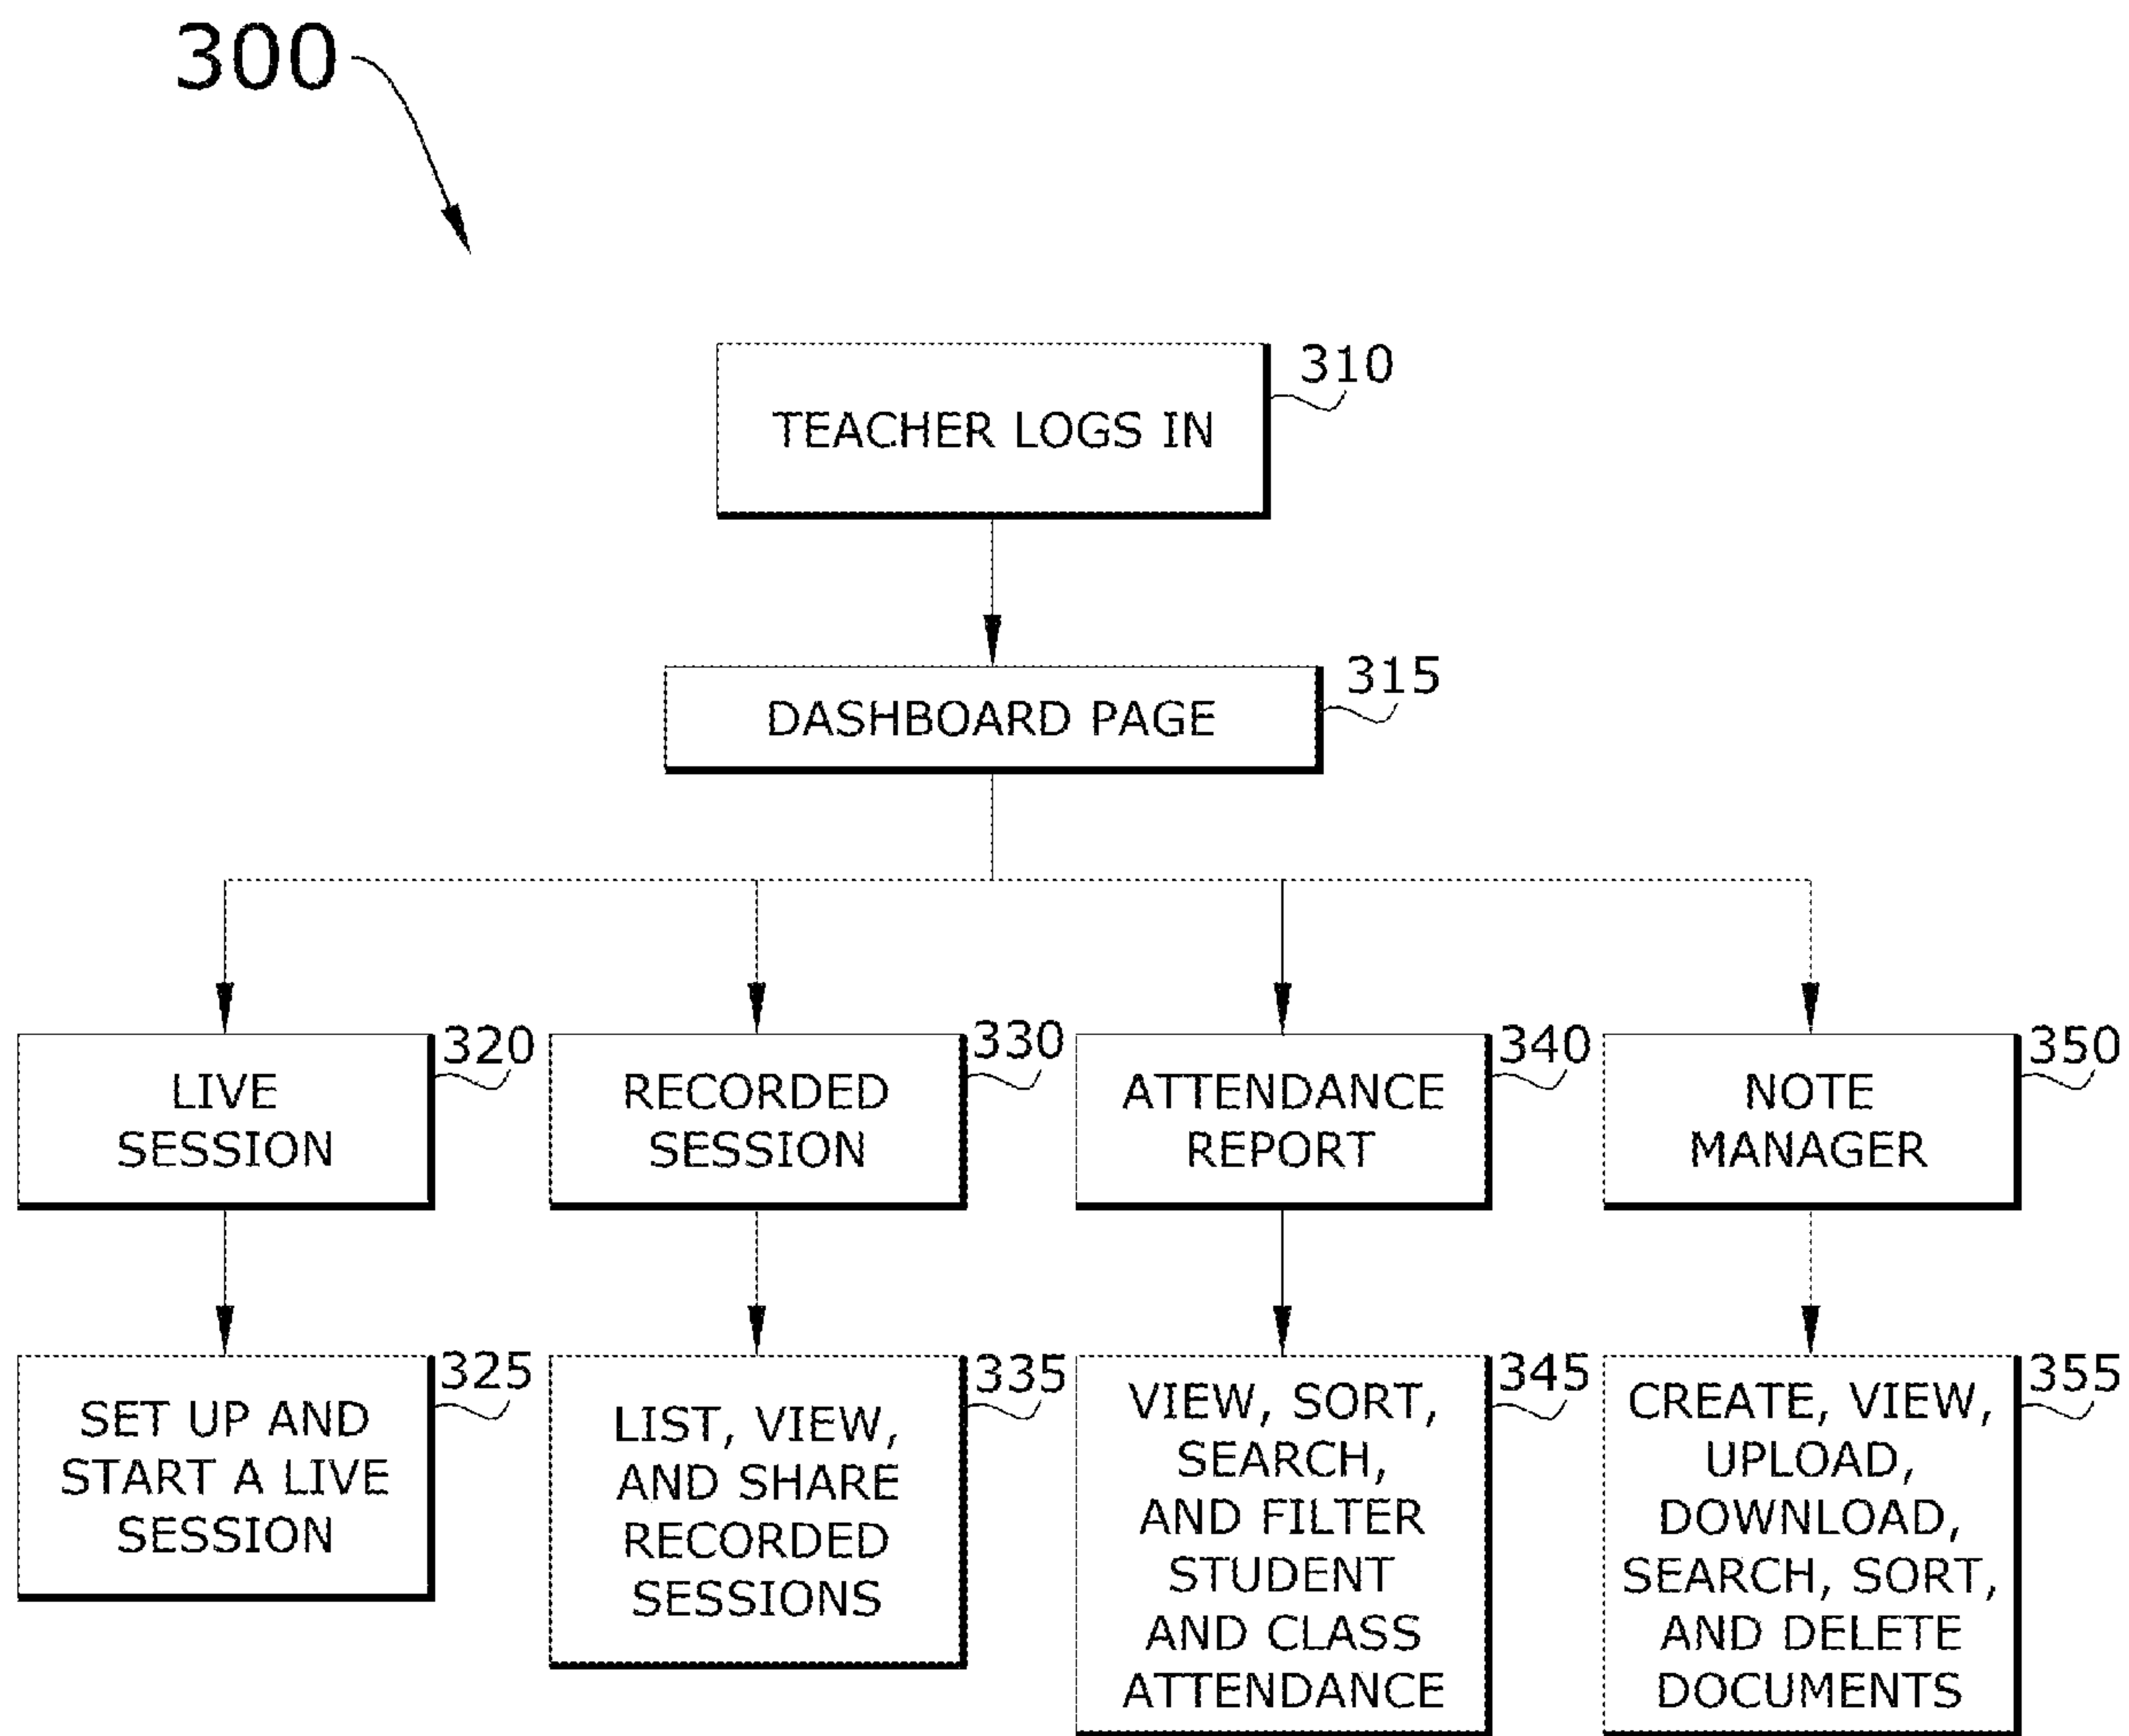 300
TEACHER LOGS IN
310
DASHBOARD PAGE
315
LIVE
SESSION
320
RECORDED
SESSION
330
ATTENDANCE
REPORT
340
NOTE
MANAGER
350
SET UP AND
START A LIVE
SESSION
325
LIST, VIEW,
AND SHARE
RECORDED
SESSIONS
335
VIEW, SORT,
SEARCH,
AND FILTER
STUDENT
AND CLASS
ATTENDANCE
345
CREATE, VIEW,
UPLOAD,
DOWNLOAD,
SEARCH, SORT,
AND DELETE
DOCUMENTS
355